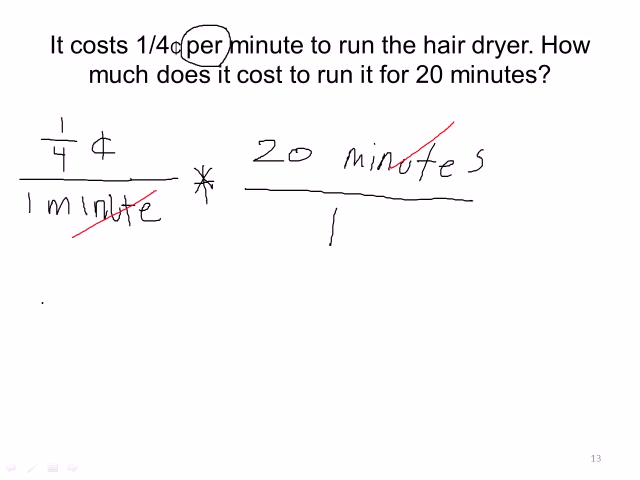 It costs 1/4¢ per minute to run the hair dryer. How
much does it cost to run it for 20 minutes?
1/4 ¢
20 minutes
*
1 minute
1
13